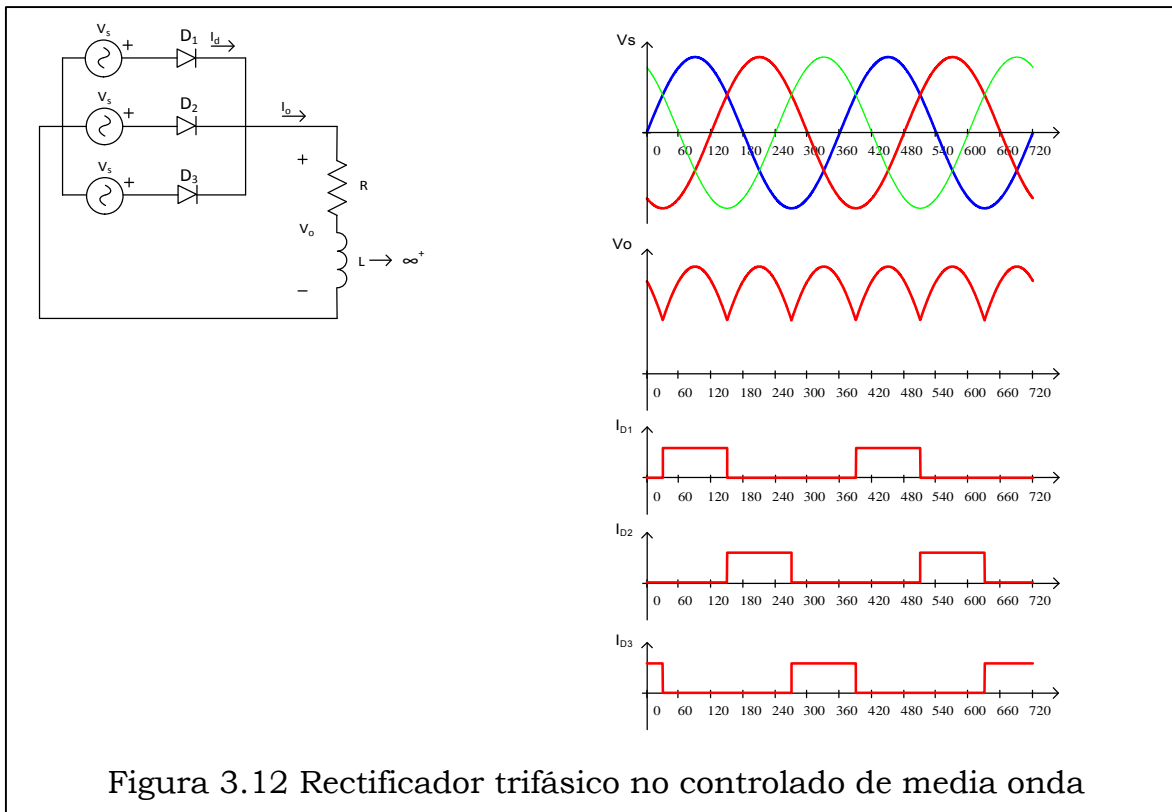 Vs
+
D1
Id
Vs
+
D2
Io
Vs
+
D3
+
R
Vo
L → ∞+
−
Vs
0 60 120 180 240 300 360 420 480 540 600 660 720
Vo
0 60 120 180 240 300 360 420 480 540 600 660 720
ID1
0 60 120 180 240 300 360 420 480 540 600 660 720
ID2
0 60 120 180 240 300 360 420 480 540 600 660 720
ID3
0 60 120 180 240 300 360 420 480 540 600 660 720
Figura 3.12 Rectificador trifásico no controlado de media onda